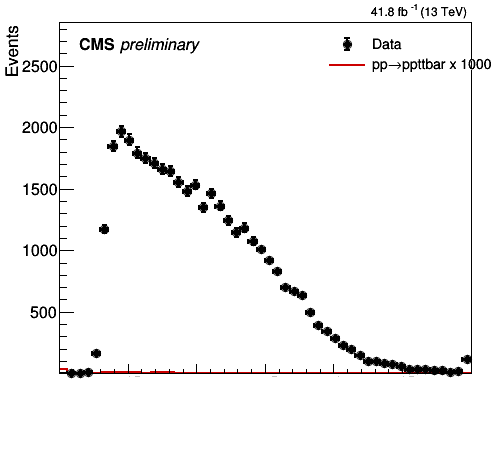 41.8 fb⁻¹ (13 TeV)
CMS preliminary
Data
pp→ppttbar x 1000
Events
2500
2000
1500
1000
500